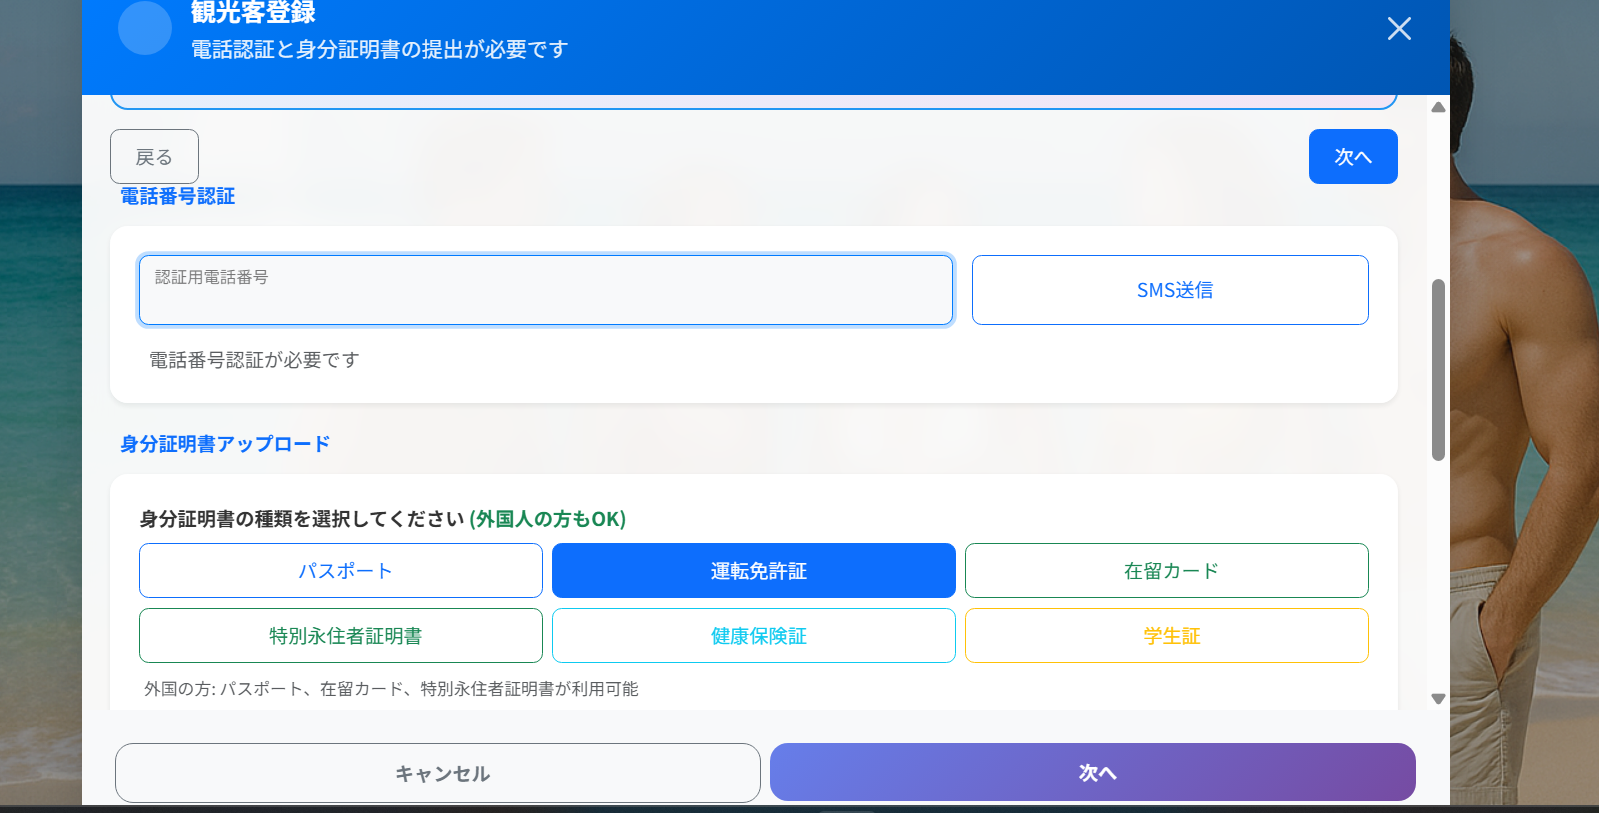 観光客登録
電話認証と身分証明書の提出が必要です
戻る
次へ
電話番号認証
認証用電話番号
SMS送信
電話番号認証が必要です
身分証明書アップロード
身分証明書の種類を選択してください (外国人の方もOK)
パスポート
運転免許証
在留カード
特別永住者証明書
健康保険証
学生証
外国の方: パスポート、在留カード、特別永住者証明書が利用可能
キャンセル
次へ